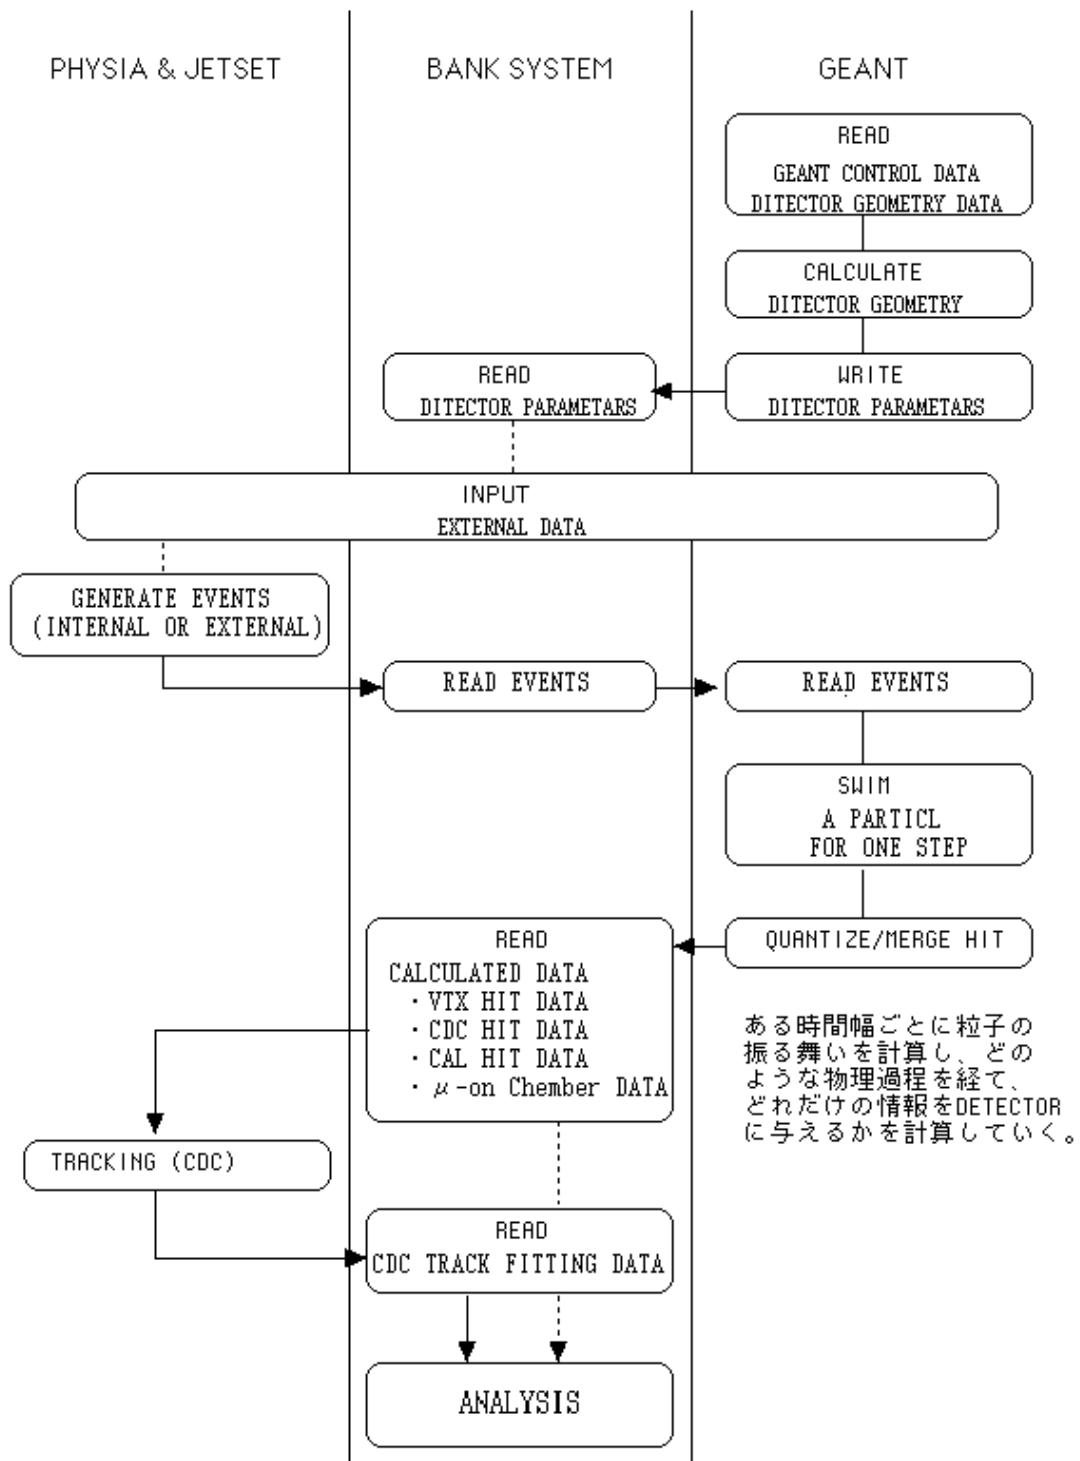 PHYSIA & JETSET
BANK SYSTEM
GEANT
READ
GEANT CONTROL DATA
DITECTOR GEOMETRY DATA
CALCULATE
DITECTOR GEOMETRY
READ
DITECTOR PARAMETARS
WRITE
DITECTOR PARAMETARS
INPUT
EXTERNAL DATA
GENERATE EVENTS
(INTERNAL OR EXTERNAL)
READ EVENTS
READ EVENTS
SWIM
A PARTICL
FOR ONE STEP
QUANTIZE/MERGE HIT
READ
CALCULATED DATA
・VTX HIT DATA
・CDC HIT DATA
・CAL HIT DATA
・μ-on Chember DATA
ある時間幅ごとに粒子の
振る舞いを計算し、どの
ような物理過程を経て、
どれだけの情報をDETECTOR
に与えるかを計算していく。
TRACKING (CDC)
READ
CDC TRACK FITTING DATA
ANALYSIS